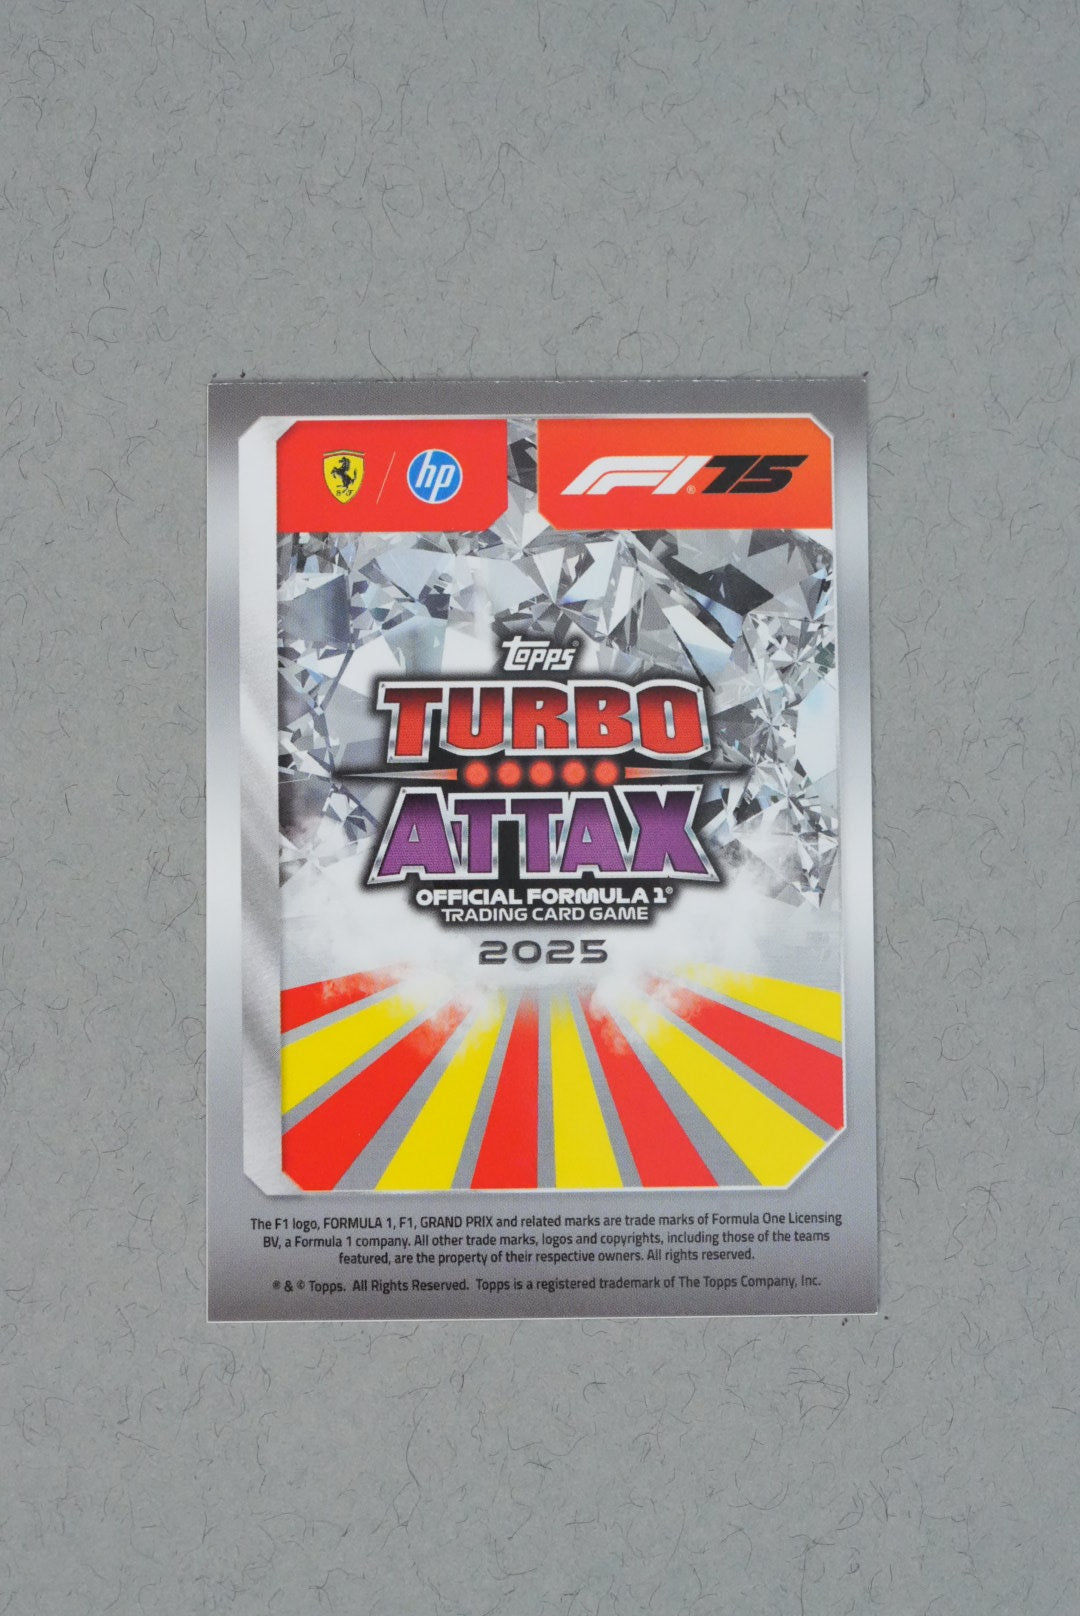 S F
hp
F1® 75
Topps®
TURBO
ATTAX
OFFICIAL FORMULA 1®
TRADING CARD GAME
2025
The F1 logo, FORMULA 1, F1, GRAND PRIX and related marks are trade marks of Formula One Licensing
BV, a Formula 1 company. All other trade marks, logos and copyrights, including those of the teams
featured, are the property of their respective owners. All rights reserved.
® & © Topps. All Rights Reserved. Topps is a registered trademark of The Topps Company, Inc.